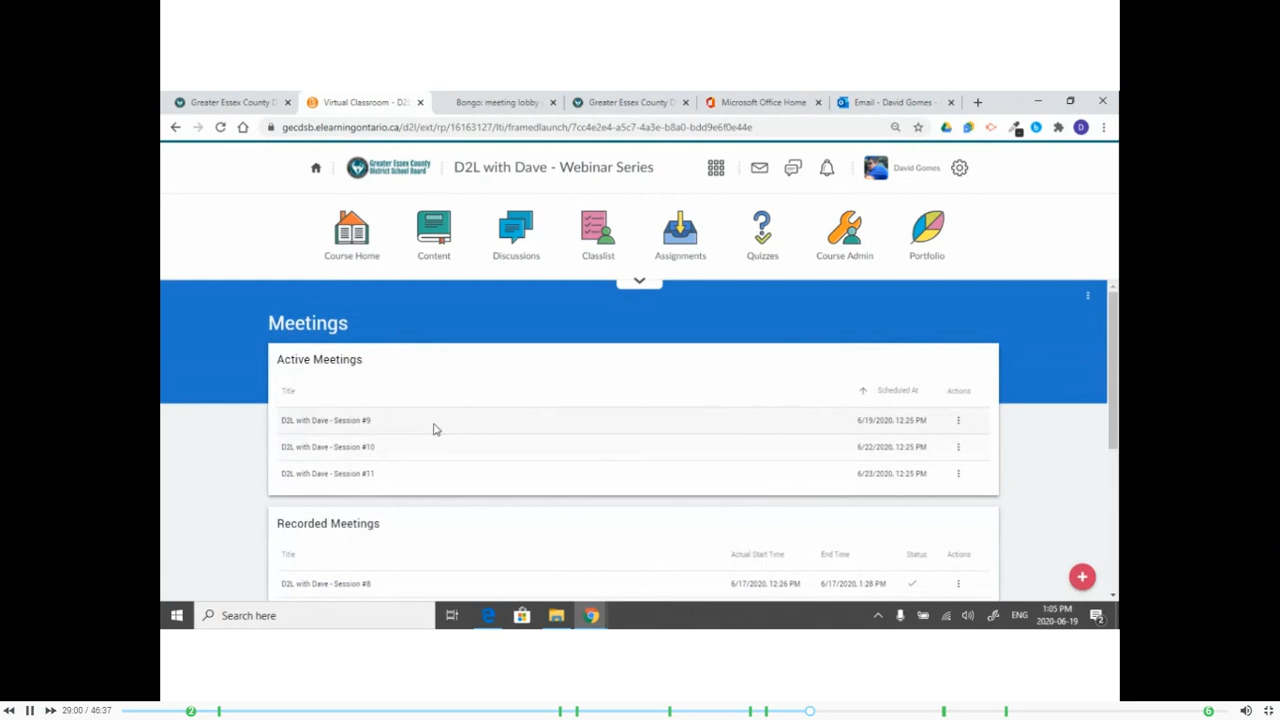 Greater Essex County D
Virtual Classroom - D2L
Bongo: meeting lobby
Greater Essex County D
Microsoft Office Home
Email - David Gomes -
gecdsb.elearningontario.ca/d2l/ext/rp/16163127/lti/framedlaunch/7cc4e2e4-a5c7-4a3e-b8a0-bdd9e6f0e44e
D
Greater Essex County
District School Board
D2L with Dave - Webinar Series
David Gomes
Course Home
Content
Discussions
Classlist
Assignments
Quizzes
Course Admin
Portfolio
Meetings
Active Meetings
Title Scheduled At Actions
D2L with Dave - Session #9 6/19/2020, 12:25 PM
D2L with Dave - Session #10 6/22/2020, 12:25 PM
D2L with Dave - Session #11 6/23/2020, 12:25 PM
Recorded Meetings
Title Actual Start Time End Time Status Actions
D2L with Dave - Session #8 6/17/2020, 12:26 PM 6/17/2020, 1:28 PM
Search here
ENG
1:05 PM
2020-06-19
2
29:00 / 46:37
2
6